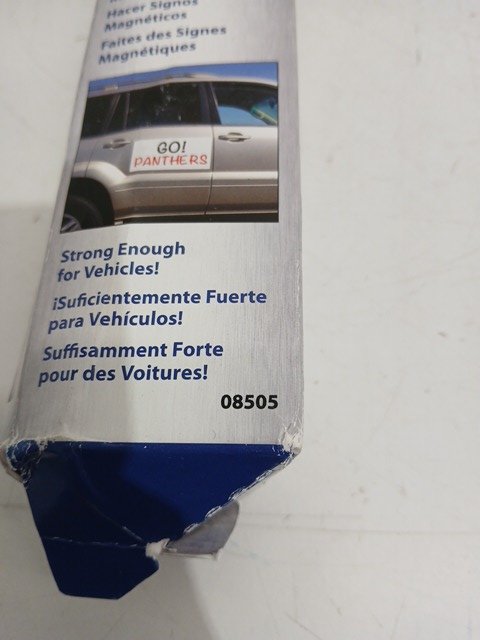 Hacer Signos
Magnéticos
Faites des Signes
Magnétiques
GO!
PANTHERS
Strong Enough
for Vehicles!
¡Suficientemente Fuerte
para Vehículos!
Suffisamment Forte
pour des Voitures!
08505